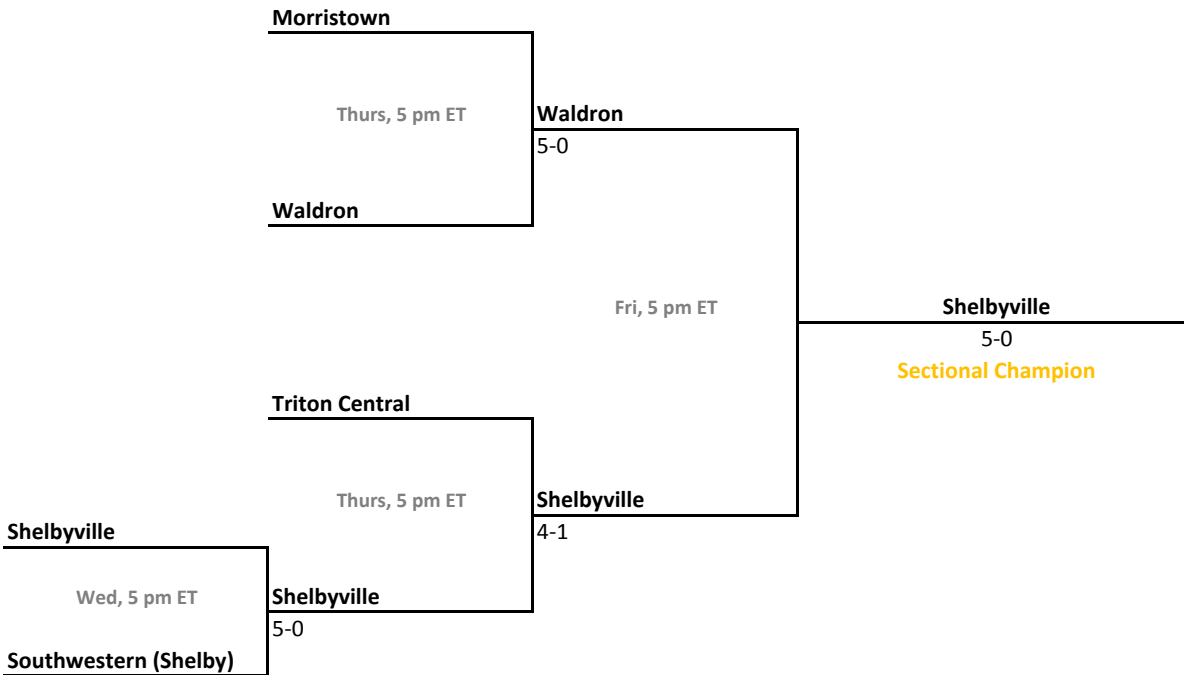 Morristown
Thurs, 5 pm ET
Waldron
5-0
Waldron
Fri, 5 pm ET
Shelbyville
5-0
Sectional Champion
Triton Central
Thurs, 5 pm ET
Shelbyville
4-1
Shelbyville
Wed, 5 pm ET
Shelbyville
5-0
Southwestern (Shelby)